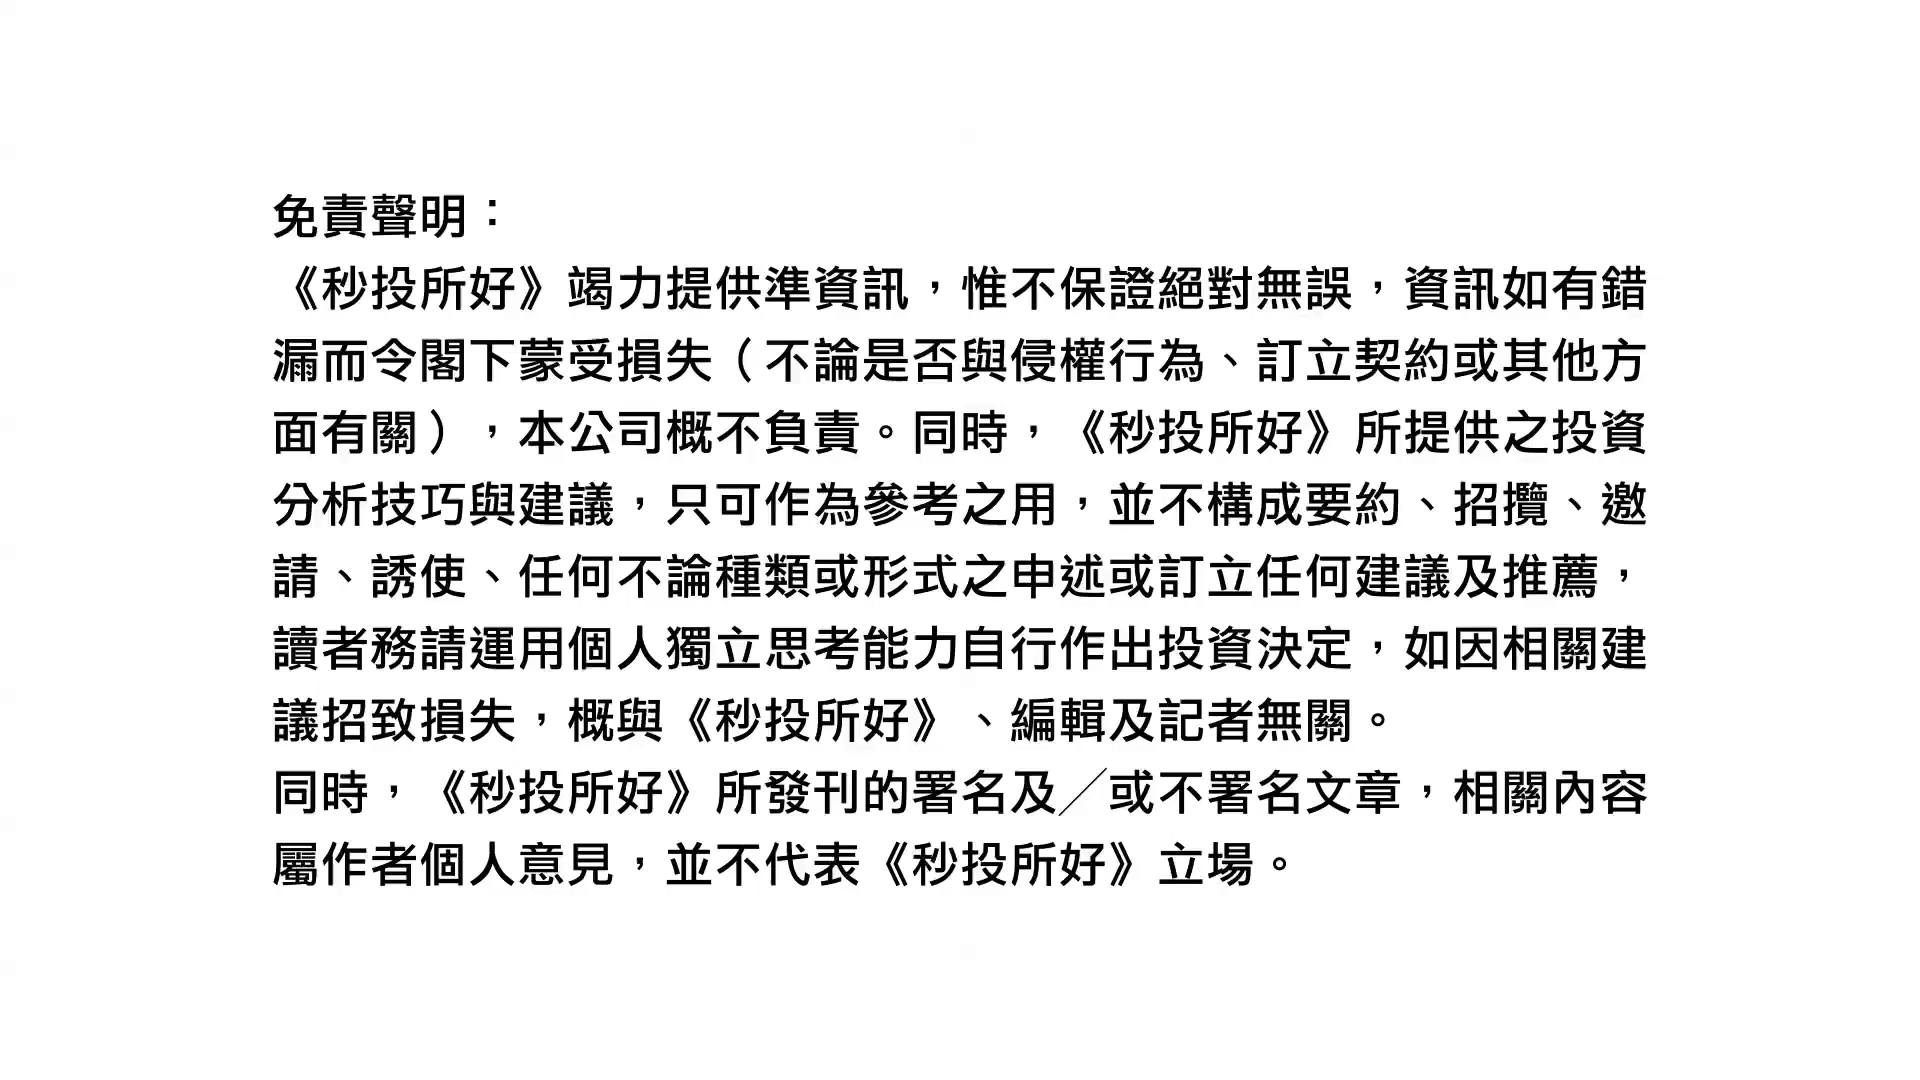 免責聲明：
《秒投所好》竭力提供準資訊，惟不保證絕對無誤，資訊如有錯
漏而令閣下蒙受損失（不論是否與侵權行為、訂立契約或其他方
面有關），本公司概不負責。同時，《秒投所好》所提供之投資
分析技巧與建議，只可作為參考之用，並不構成要約、招攬、邀
請、誘使、任何不論種類或形式之申述或訂立任何建議及推薦，
讀者務請運用個人獨立思考能力自行作出投資決定，如因相關建
議招致損失，概與《秒投所好》、編輯及記者無關。
同時，《秒投所好》所發刊的署名及／或不署名文章，相關內容
屬作者個人意見，並不代表《秒投所好》立場。